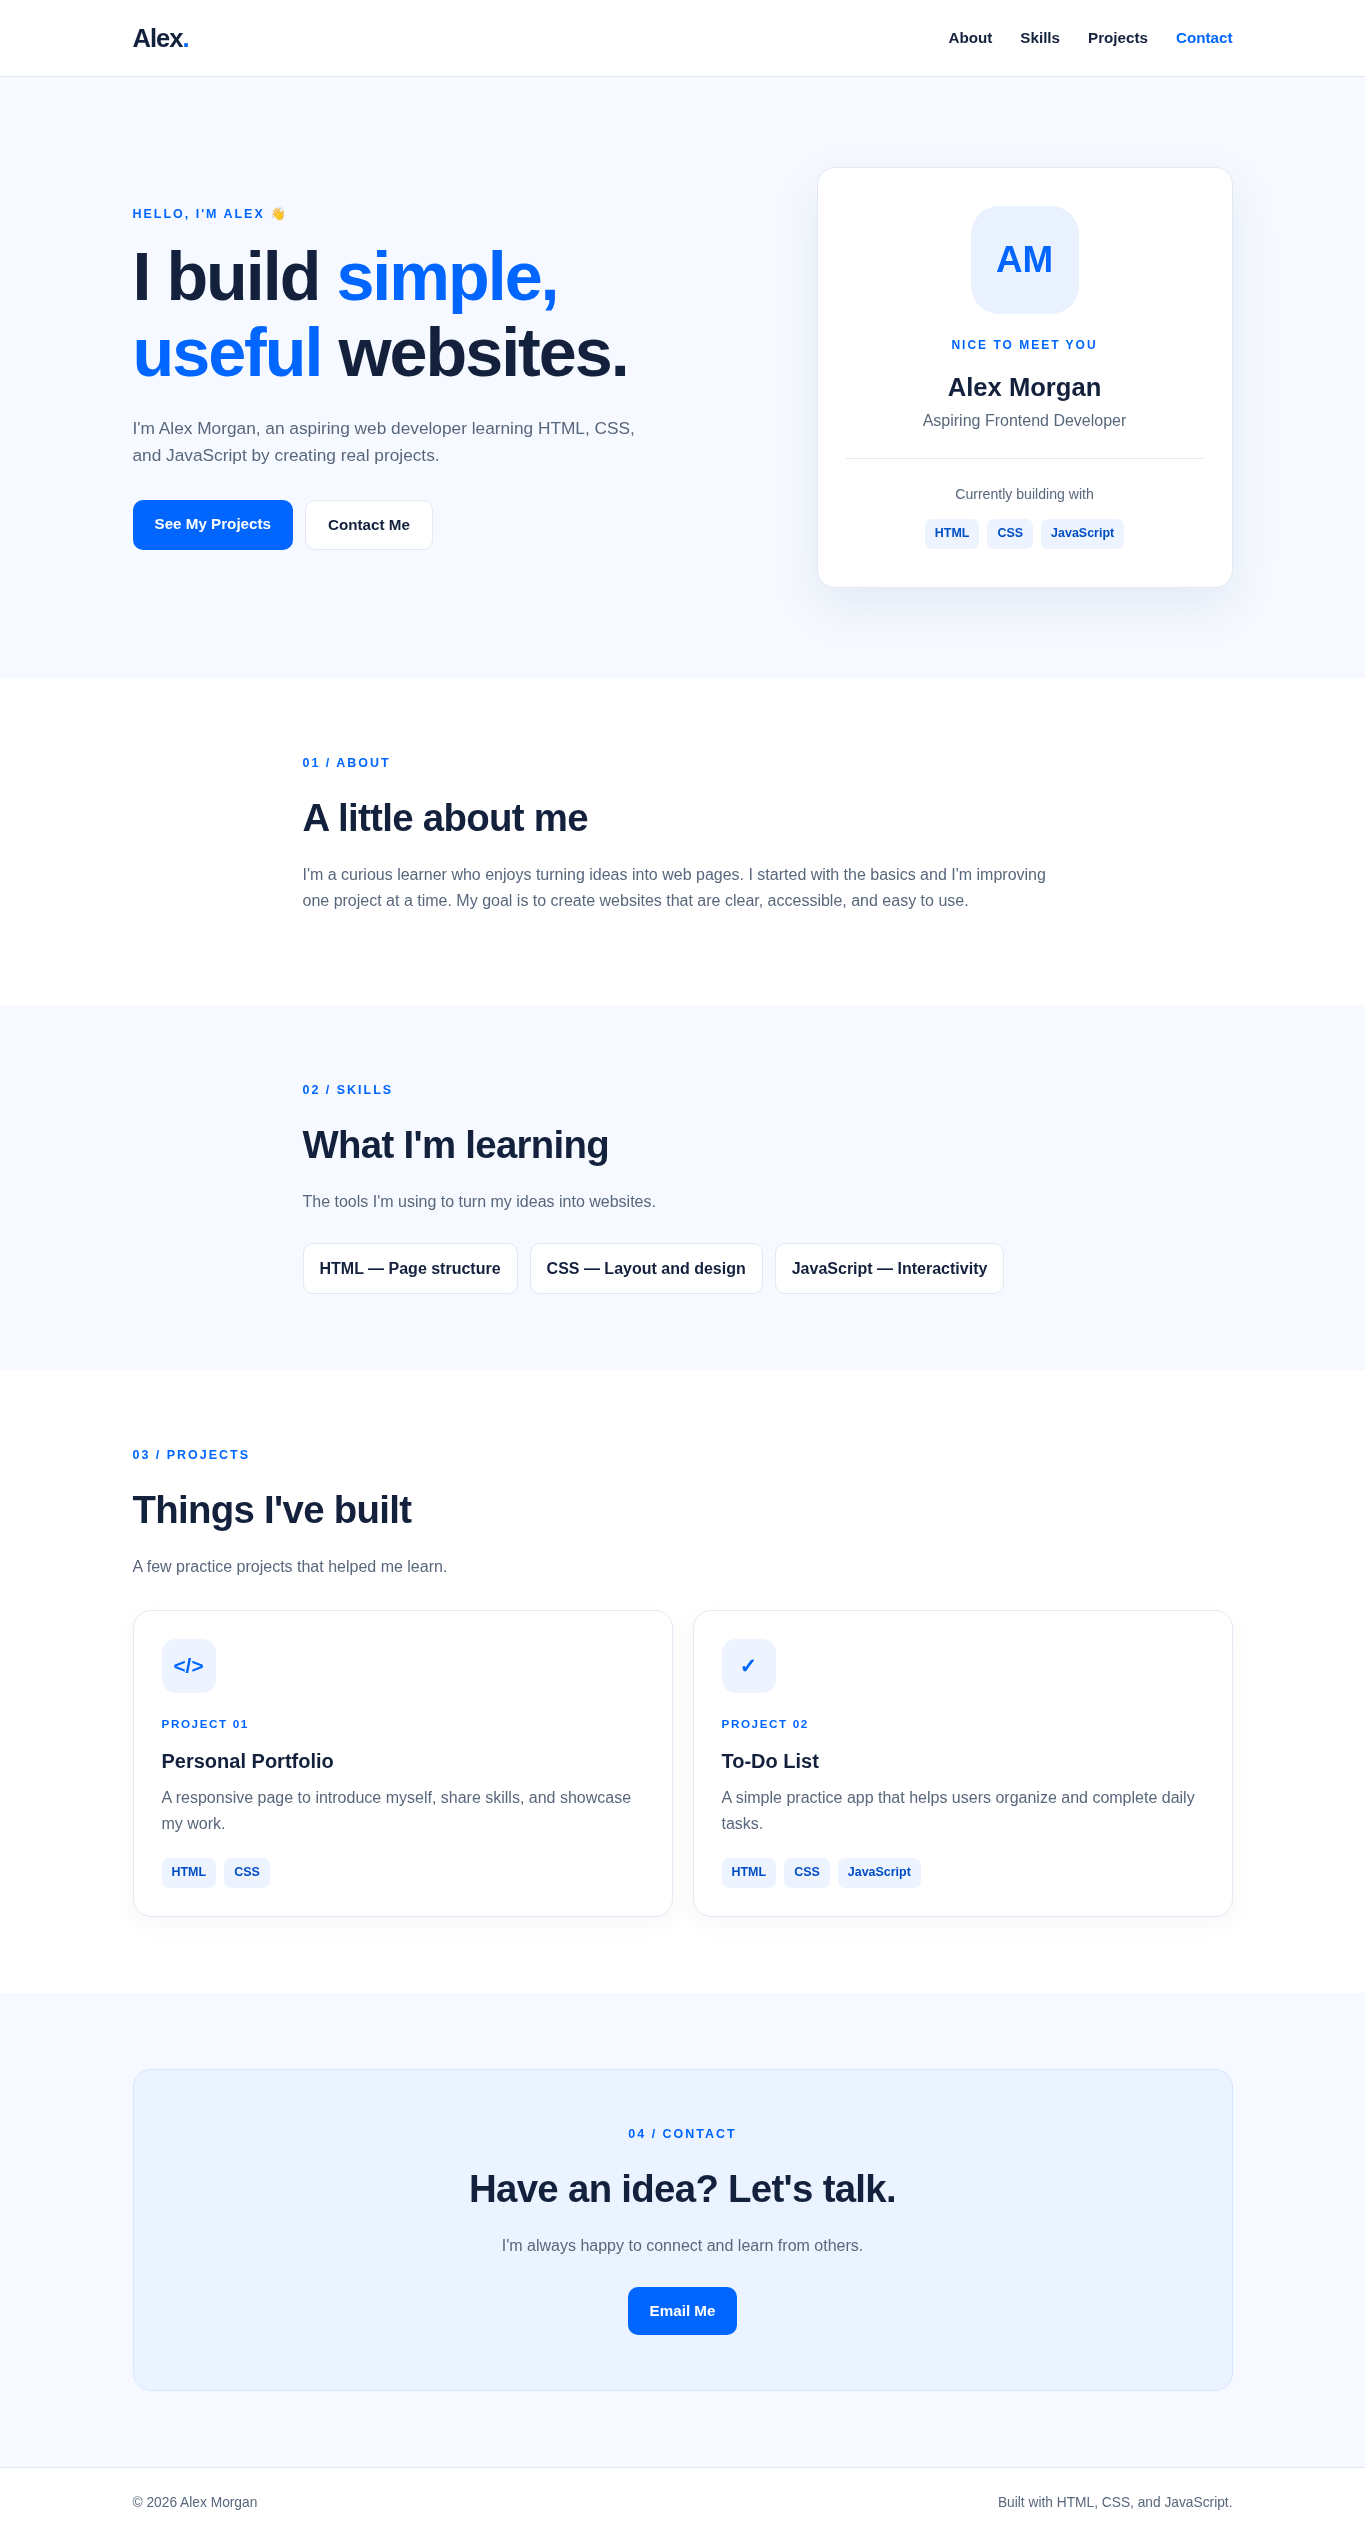 Alex.
About Skills Projects Contact
HELLO, I'M ALEX 👋
I build simple,
useful websites.
I'm Alex Morgan, an aspiring web developer learning HTML, CSS,
and JavaScript by creating real projects.
See My Projects
Contact Me
AM
NICE TO MEET YOU
Alex Morgan
Aspiring Frontend Developer
Currently building with
HTML CSS JavaScript
01 / ABOUT
A little about me
I'm a curious learner who enjoys turning ideas into web pages. I started with the basics and I'm improving
one project at a time. My goal is to create websites that are clear, accessible, and easy to use.
02 / SKILLS
What I'm learning
The tools I'm using to turn my ideas into websites.
HTML — Page structure
CSS — Layout and design
JavaScript — Interactivity
03 / PROJECTS
Things I've built
A few practice projects that helped me learn.
</>
PROJECT 01
Personal Portfolio
A responsive page to introduce myself, share skills, and showcase
my work.
HTML CSS
✓
PROJECT 02
To-Do List
A simple practice app that helps users organize and complete daily
tasks.
HTML CSS JavaScript
04 / CONTACT
Have an idea? Let's talk.
I'm always happy to connect and learn from others.
Email Me
© 2026 Alex Morgan
Built with HTML, CSS, and JavaScript.